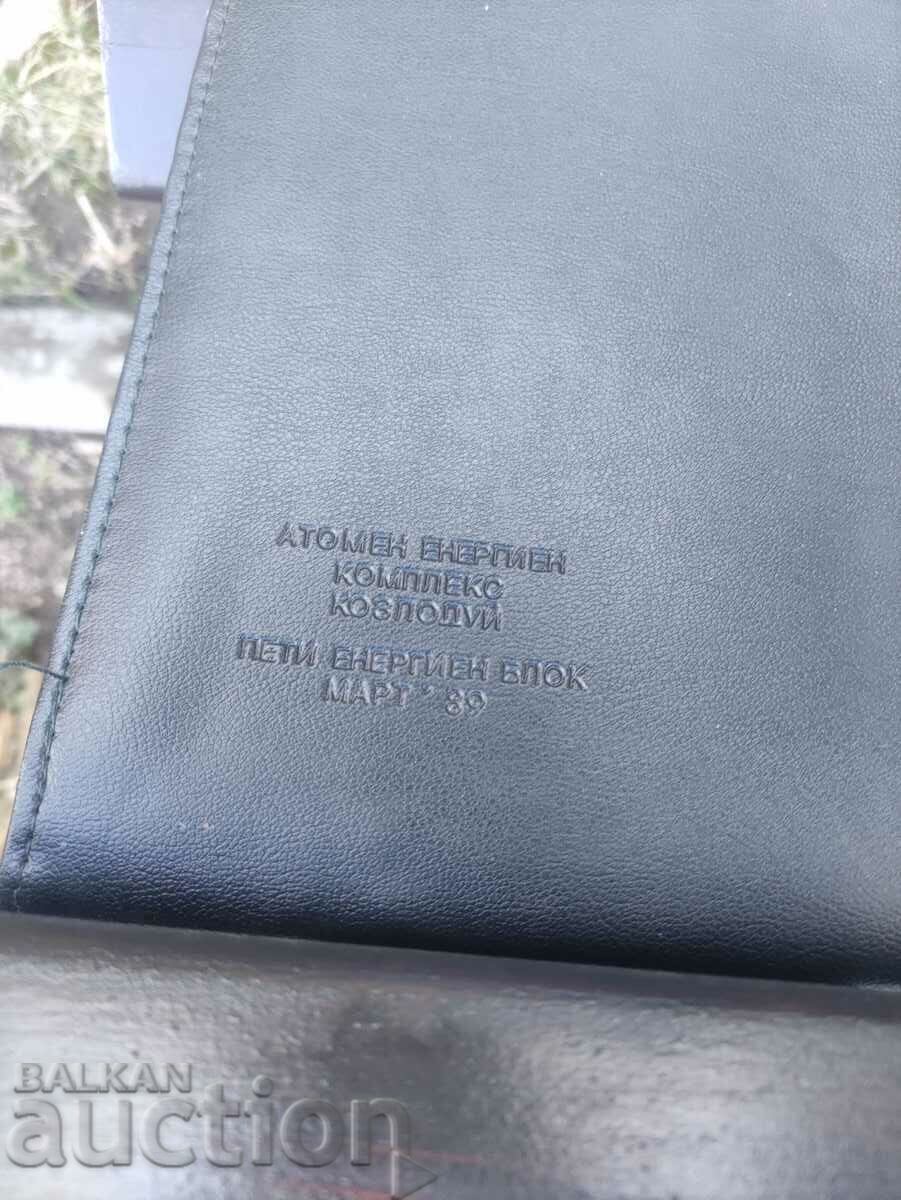 АТОМЕН ЕНЕРГИЕН
КОМПЛЕКС
КОЗЛОДУЙ
ПЕТИ ЕНЕРГИЕН БЛОК
МАРТ '89
BALKAN
auction